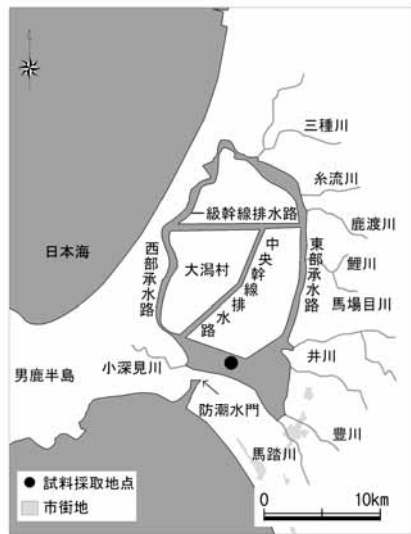 三種川
糸流川
鹿渡川
一級幹線排水路
鯉川
日本海
西部承水路
大潟村
中央幹線排水路
東部承水路
馬場目川
井川
小深見川
男鹿半島
防潮水門
豊川
馬踏川
● 試料採取地点
市街地
0 10km